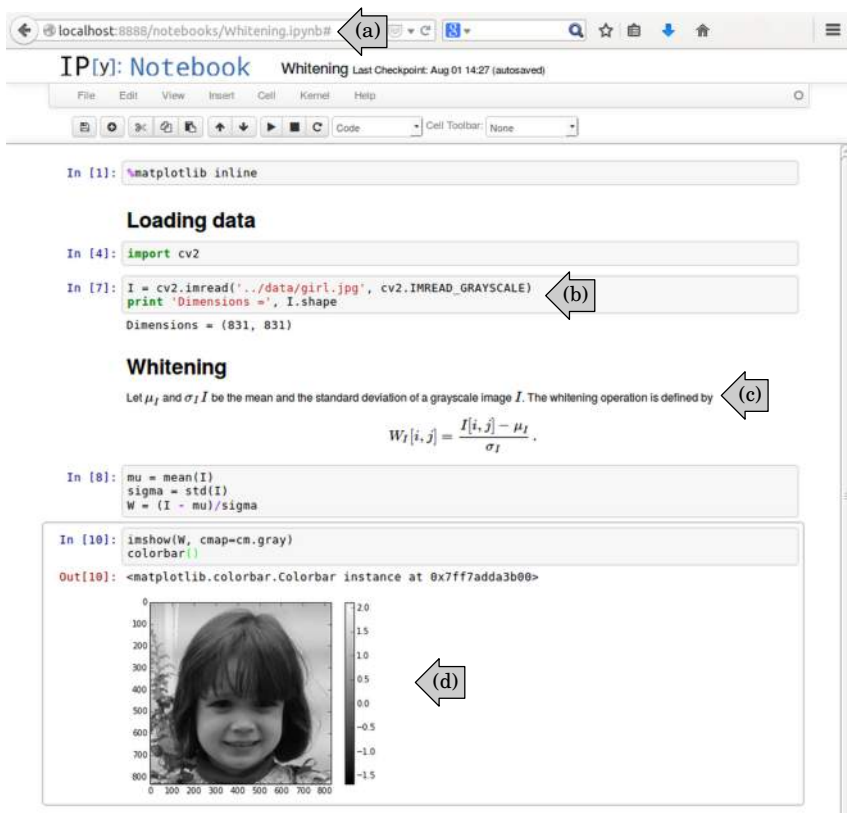 localhost:8888/notebooks/Whitening.ipynb# (a) 8
IP[y]: Notebook Whitening Last Checkpoint: Aug 01 14:27 (autosaved)
File Edit View Insert Cell Kernel Help
Code Cell Toolbar: None
In [1]: %matplotlib inline
Loading data
In [4]: import cv2
In [7]: I = cv2.imread('../data/girl.jpg', cv2.IMREAD_GRAYSCALE)
print 'Dimensions =', I.shape
(b)
Dimensions = (831, 831)
Whitening
Let μ_I and σ_I I be the mean and the standard deviation of a grayscale image I. The whitening operation is defined by (c)
W_I[i, j] = (I[i, j] − μ_I) / σ_I .
In [8]: mu = mean(I)
sigma = std(I)
W = (I - mu)/sigma
In [10]: imshow(W, cmap=cm.gray)
colorbar()
Out[10]: <matplotlib.colorbar.Colorbar instance at 0x7ff7adda3b00>
0
100
200
300
400
500
600
700
800
0 100 200 300 400 500 600 700 800
2.0
1.5
1.0
0.5
0.0
−0.5
−1.0
−1.5
(d)